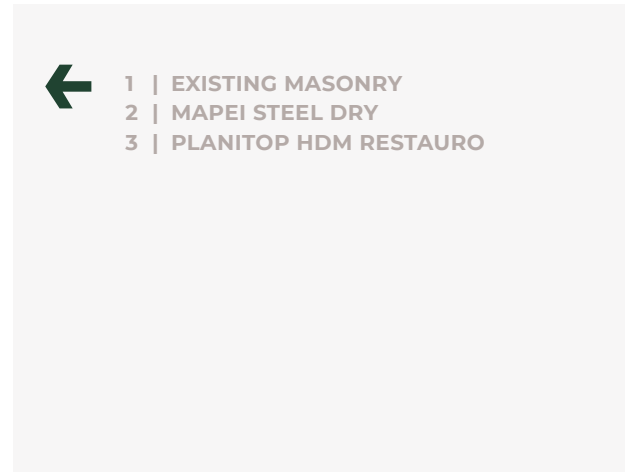 1 | EXISTING MASONRY
2 | MAPEI STEEL DRY
3 | PLANITOP HDM RESTAURO